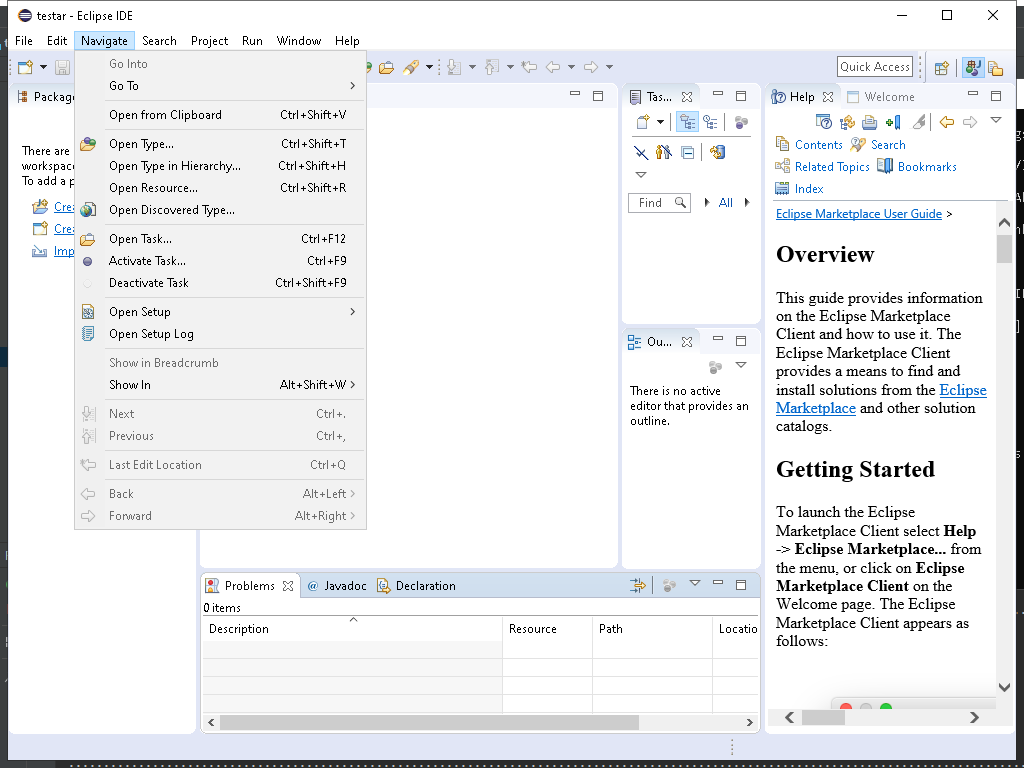 testar - Eclipse IDE
File Edit Navigate Search Project Run Window Help
Quick Access
Go Into
Go To
Open from Clipboard Ctrl+Shift+V
Open Type... Ctrl+Shift+T
Open Type in Hierarchy... Ctrl+Shift+H
Open Resource... Ctrl+Shift+R
Open Discovered Type...
Open Task... Ctrl+F12
Activate Task... Ctrl+F9
Deactivate Task Ctrl+Shift+F9
Open Setup
Open Setup Log
Show in Breadcrumb
Show In Alt+Shift+W
Next Ctrl+.
Previous Ctrl+,
Last Edit Location Ctrl+Q
Back Alt+Left
Forward Alt+Right
Packag
There are
workspac
To add a p
Crea
Crea
Imp
Tas...
Find All
Ou...
There is no active
editor that provides an
outline.
Help Welcome
Contents Search
Related Topics Bookmarks
Index
Eclipse Marketplace User Guide >
Overview
This guide provides information
on the Eclipse Marketplace
Client and how to use it. The
Eclipse Marketplace Client
provides a means to find and
install solutions from the Eclipse
Marketplace and other solution
catalogs.
Getting Started
To launch the Eclipse
Marketplace Client select Help
-> Eclipse Marketplace... from
the menu, or click on Eclipse
Marketplace Client on the
Welcome page. The Eclipse
Marketplace Client appears as
follows:
Problems @ Javadoc Declaration
0 items
Description Resource Path Locatio